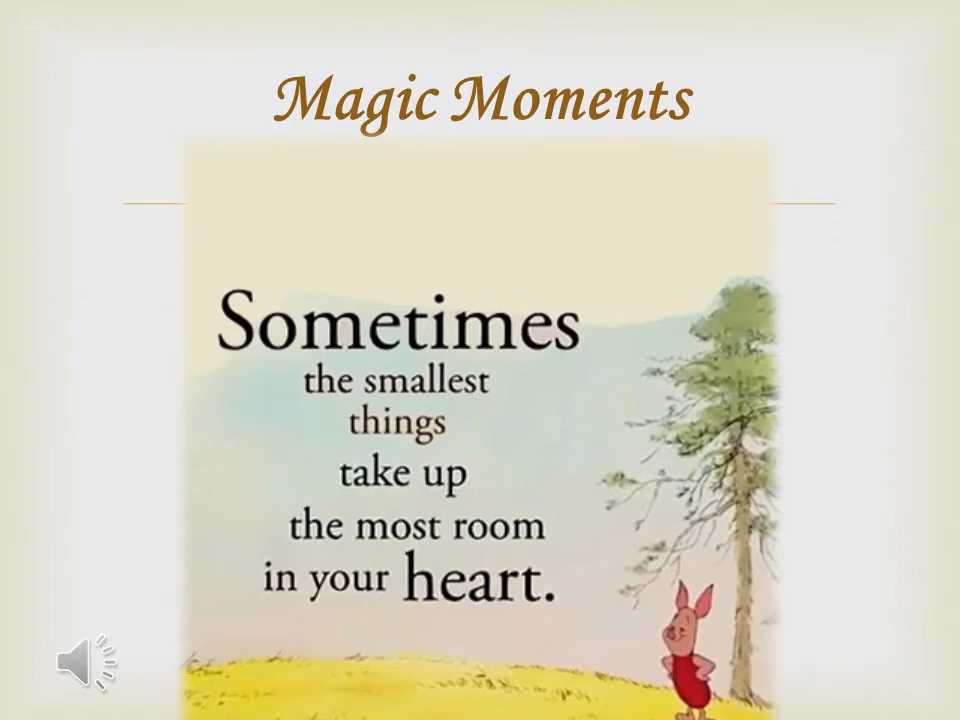 Magic Moments
Sometimes
the smallest
things
take up
the most room
in your heart.